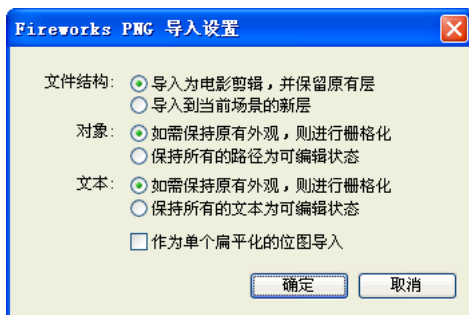 Fireworks PNG 导入设置
文件结构: 导入为电影剪辑，并保留原有层
导入到当前场景的新层
对象: 如需保持原有外观，则进行栅格化
保持所有的路径为可编辑状态
文本: 如需保持原有外观，则进行栅格化
保持所有的文本为可编辑状态
作为单个扁平化的位图导入
确定 取消